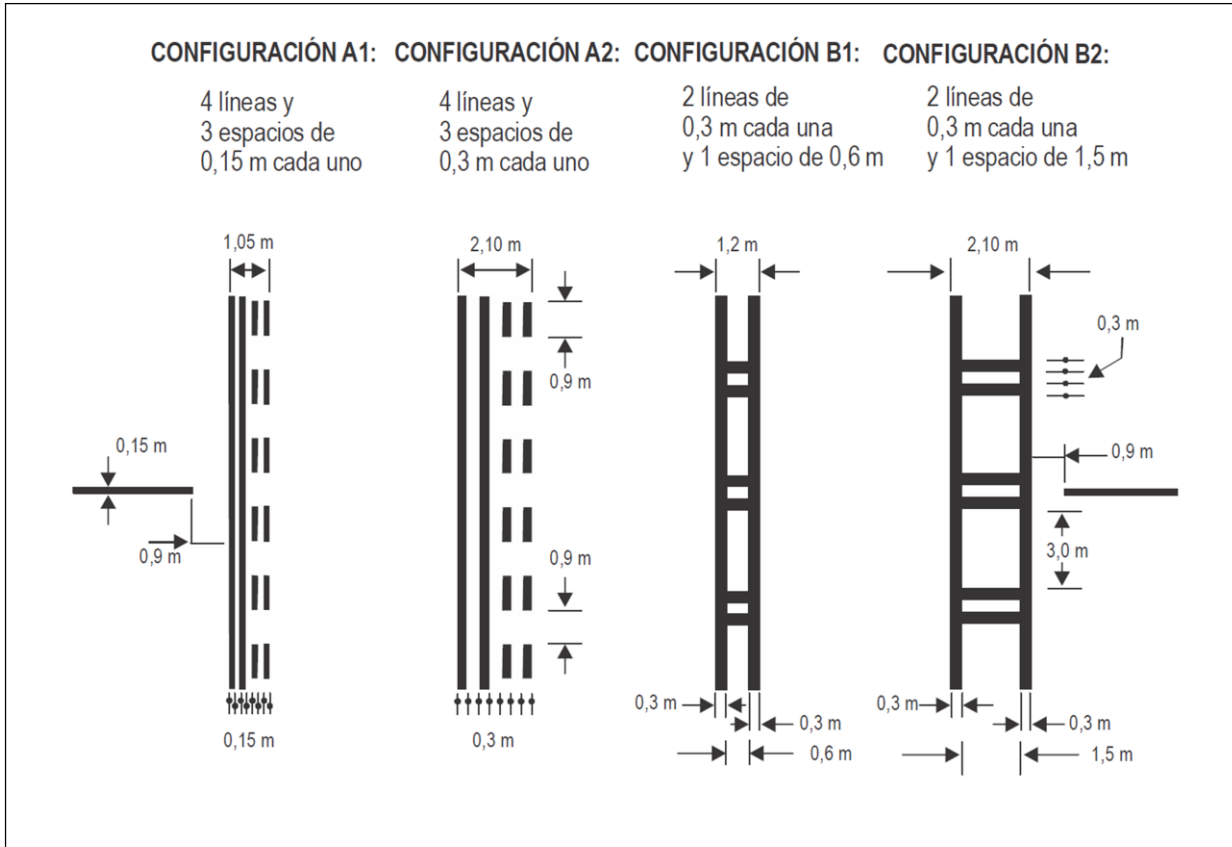 CONFIGURACIÓN A1:
4 líneas y
3 espacios de
0,15 m cada uno
CONFIGURACIÓN A2:
4 líneas y
3 espacios de
0,3 m cada uno
CONFIGURACIÓN B1:
2 líneas de
0,3 m cada una
y 1 espacio de 0,6 m
CONFIGURACIÓN B2:
2 líneas de
0,3 m cada una
y 1 espacio de 1,5 m
1,05 m
0,15 m
0,9 m
0,15 m
2,10 m
0,9 m
0,9 m
0,3 m
1,2 m
0,3 m
0,3 m
0,6 m
2,10 m
0,3 m
0,9 m
3,0 m
0,3 m
0,3 m
1,5 m